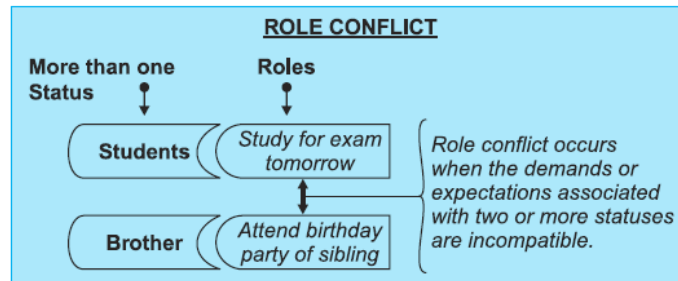 ROLE CONFLICT
More than one
Status
Roles
Students
Study for exam
tomorrow
Brother
Attend birthday
party of sibling
Role conflict occurs
when the demands or
expectations associated
with two or more statuses
are incompatible.